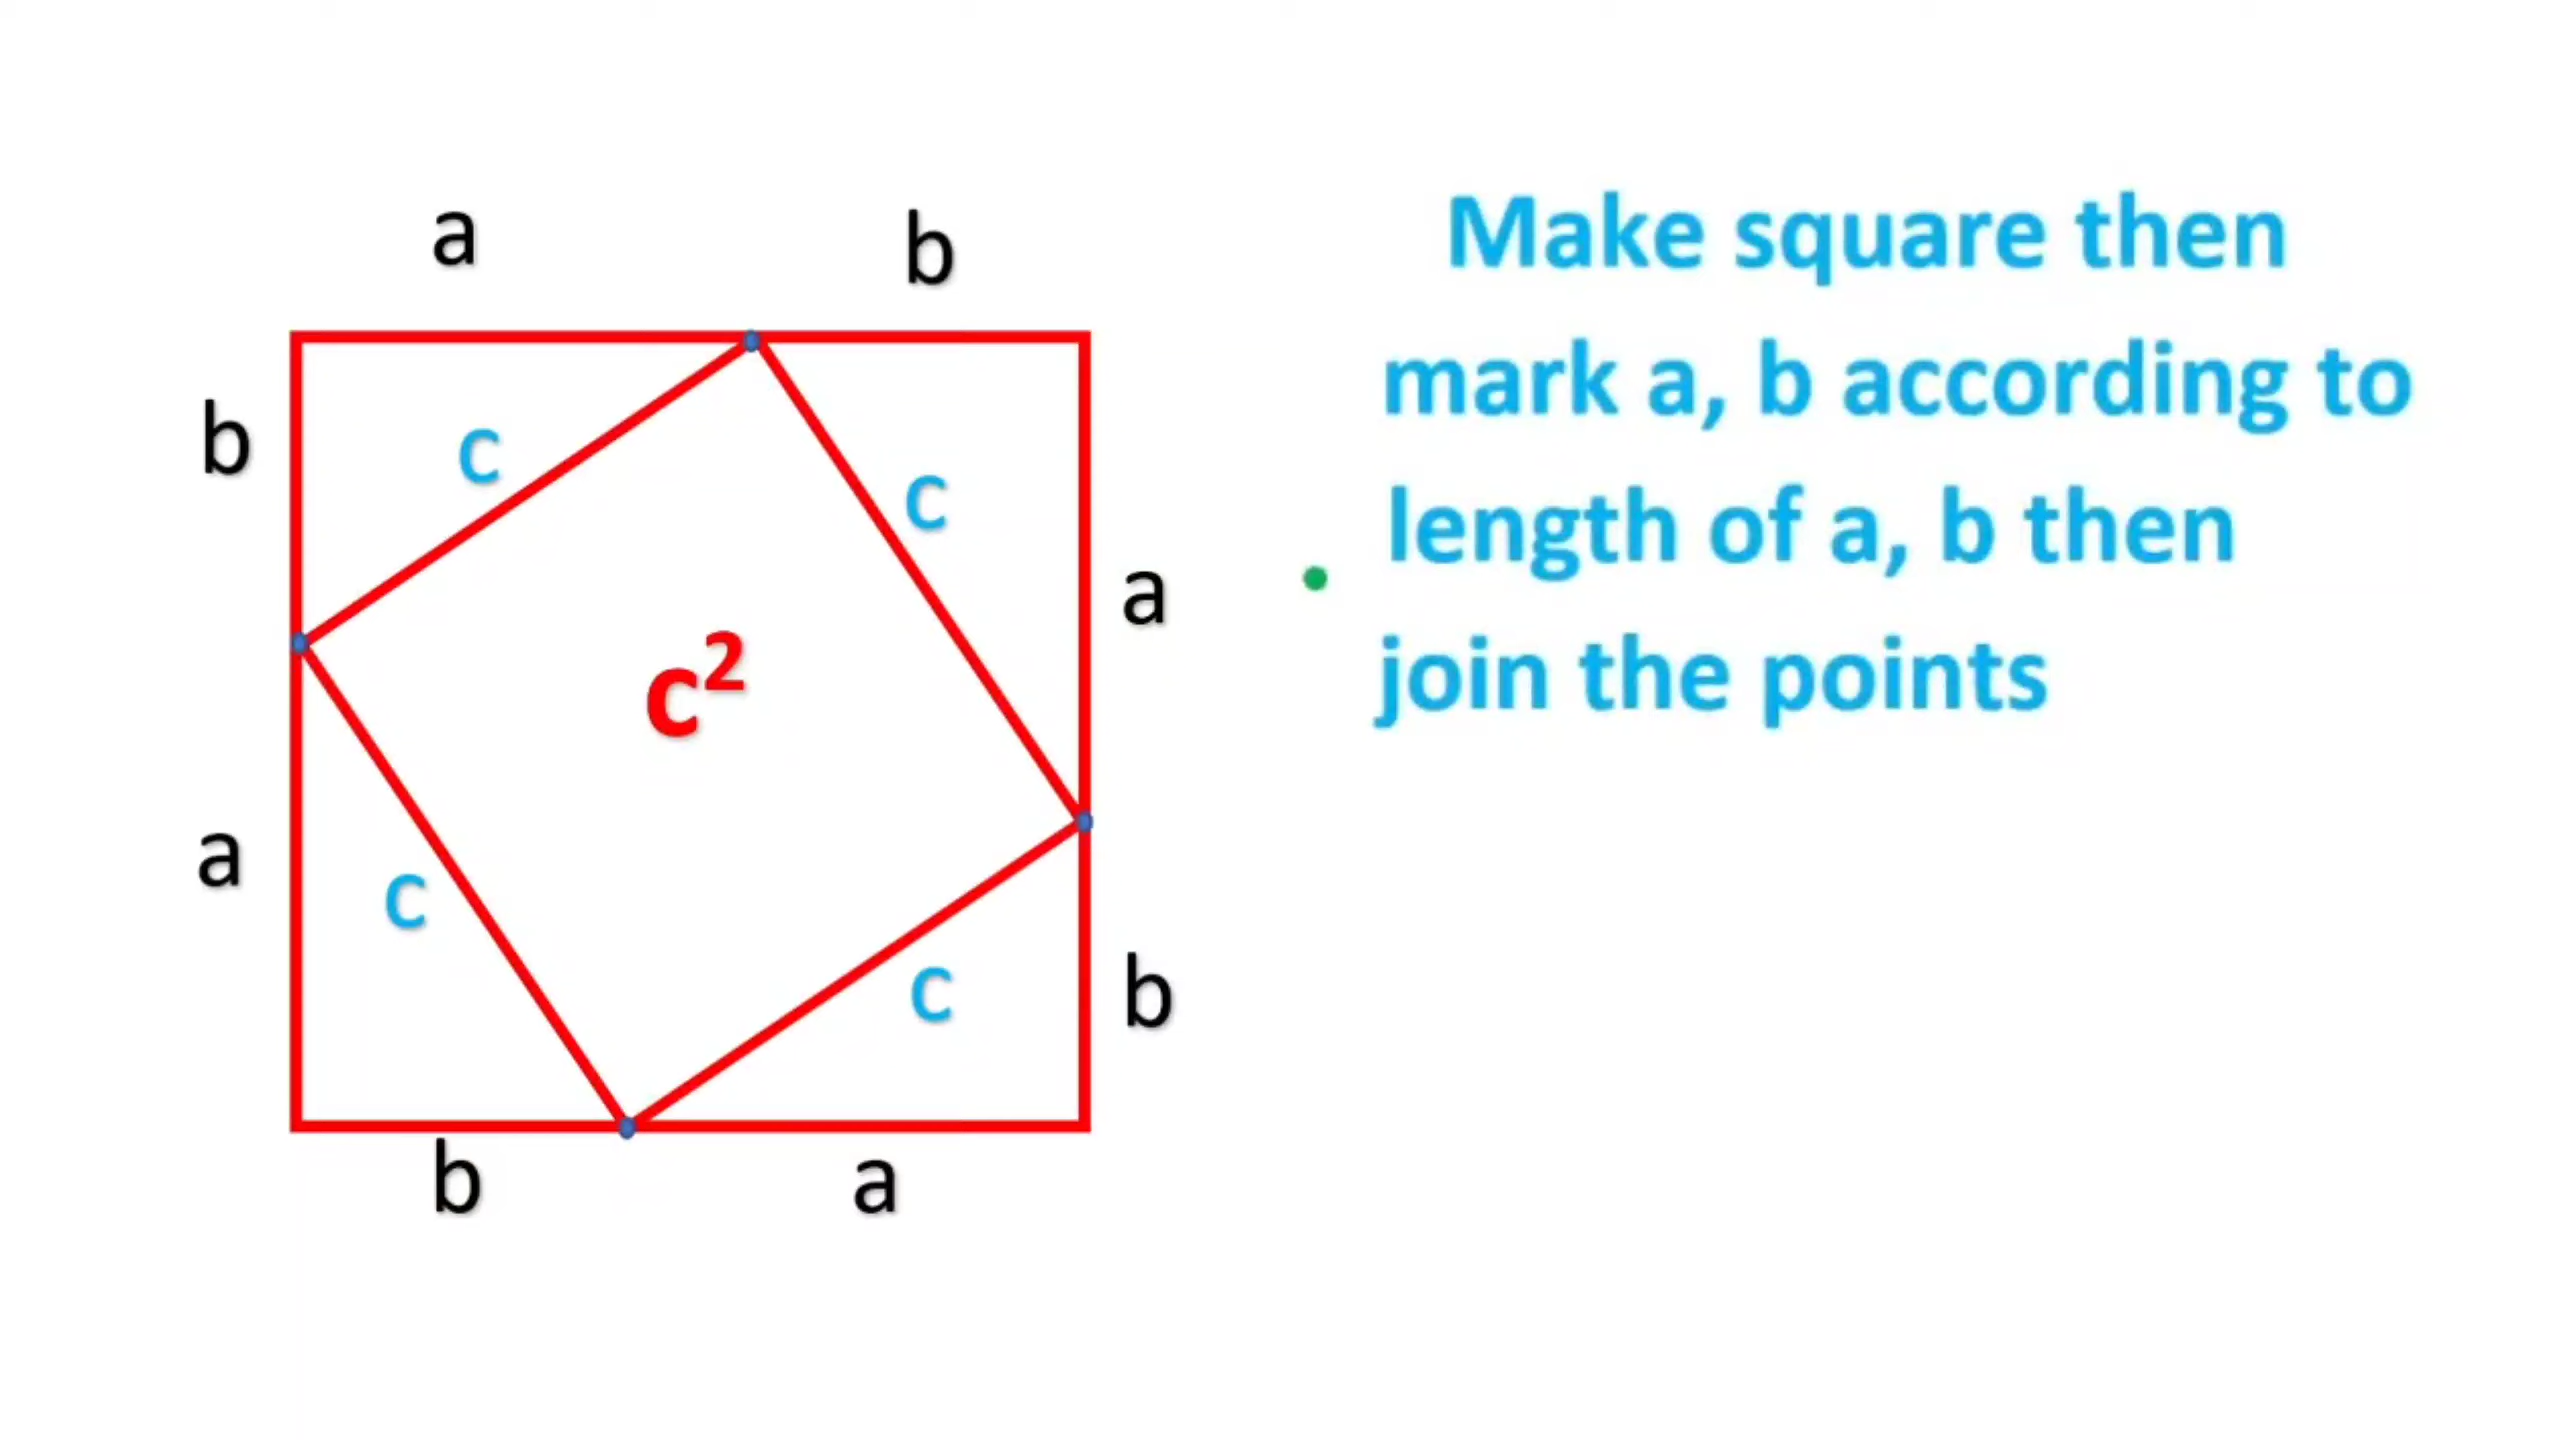 a b
b
c
c
a
c²
a
c
c
b
b a
Make square then
mark a, b according to
length of a, b then
join the points